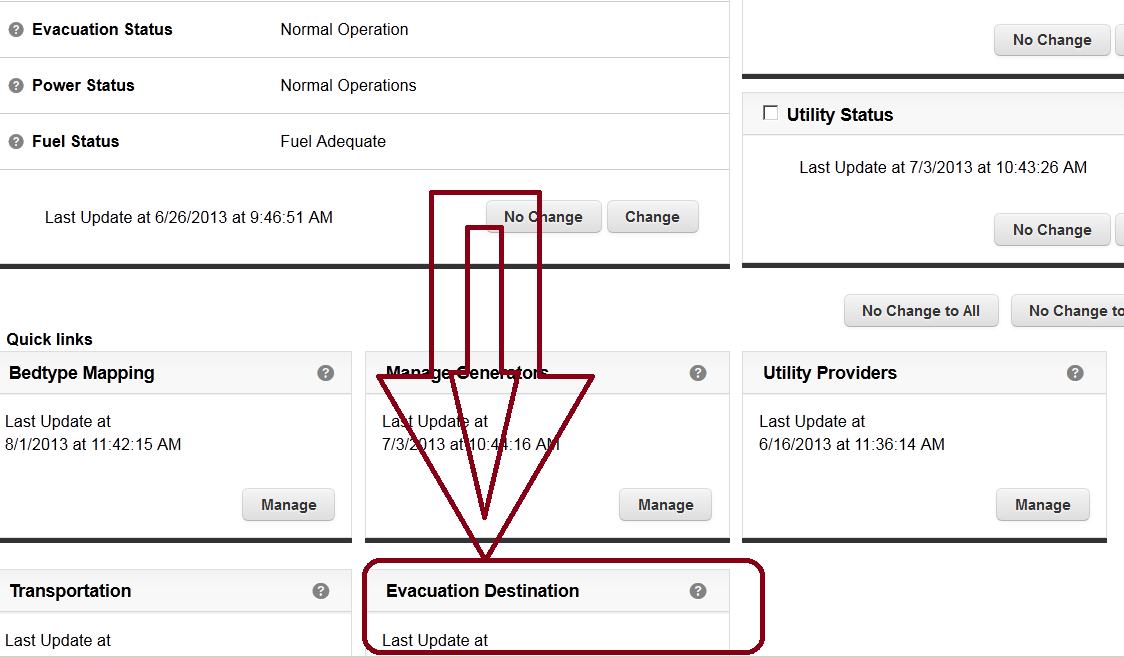 Evacuation Status Normal Operation
Power Status Normal Operations
Fuel Status Fuel Adequate
Last Update at 6/26/2013 at 9:46:51 AM No Change Change
No Change
Utility Status
Last Update at 7/3/2013 at 10:43:26 AM
No Change
No Change to All No Change to
Quick links
Bedtype Mapping
Last Update at
8/1/2013 at 11:42:15 AM
Manage
Manage Generators
Last Update at
7/3/2013 at 10:44:16 AM
Manage
Utility Providers
Last Update at
6/16/2013 at 11:36:14 AM
Manage
Transportation
Last Update at
Evacuation Destination
Last Update at